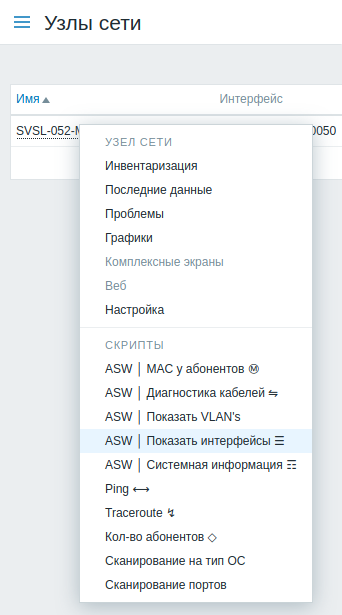 Узлы сети
Имя Интерфейс
SVSL-052-M 0050
УЗЕЛ СЕТИ
Инвентаризация
Последние данные
Проблемы
Графики
Комплексные экраны
Веб
Настройка
СКРИПТЫ
ASW │ MAC у абонентов Ⓜ
ASW │ Диагностика кабелей ⇋
ASW │ Показать VLAN's
ASW │ Показать интерфейсы ☰
ASW │ Системная информация ☶
Ping ⟷
Traceroute ↯
Кол-во абонентов ◇
Сканирование на тип ОС
Сканирование портов